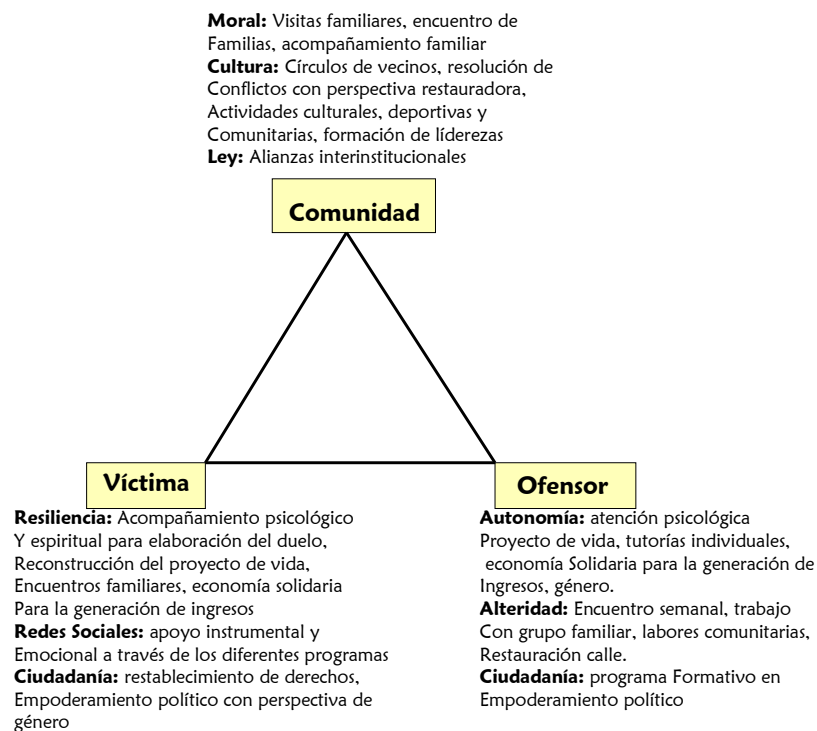 Moral: Visitas familiares, encuentro de
Familias, acompañamiento familiar
Cultura: Círculos de vecinos, resolución de
Conflictos con perspectiva restauradora,
Actividades culturales, deportivas y
Comunitarias, formación de líderezas
Ley: Alianzas interinstitucionales
Comunidad
Víctima
Resiliencia: Acompañamiento psicológico
Y espiritual para elaboración del duelo,
Reconstrucción del proyecto de vida,
Encuentros familiares, economía solidaria
Para la generación de ingresos
Redes Sociales: apoyo instrumental y
Emocional a través de los diferentes programas
Ciudadanía: restablecimiento de derechos,
Empoderamiento político con perspectiva de
género
Ofensor
Autonomía: atención psicológica
Proyecto de vida, tutorías individuales,
economía Solidaria para la generación de
Ingresos, género.
Alteridad: Encuentro semanal, trabajo
Con grupo familiar, labores comunitarias,
Restauración calle.
Ciudadanía: programa Formativo en
Empoderamiento político